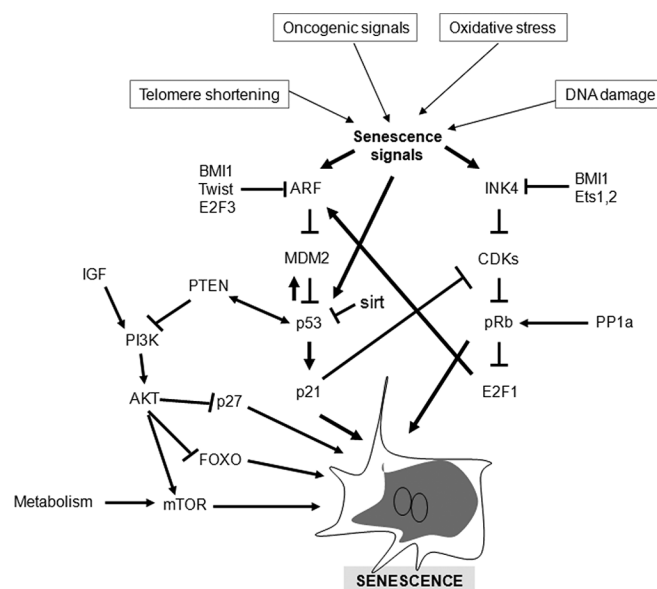 Oncogenic signals
Oxidative stress
Telomere shortening
DNA damage
Senescence
signals
BMI1
Twist
E2F3
ARF
INK4
BMI1
Ets1,2
MDM2
CDKs
IGF
PTEN
sirt
p53
pRb
PP1a
PI3K
AKT
p27
p21
E2F1
FOXO
Metabolism
mTOR
SENESCENCE